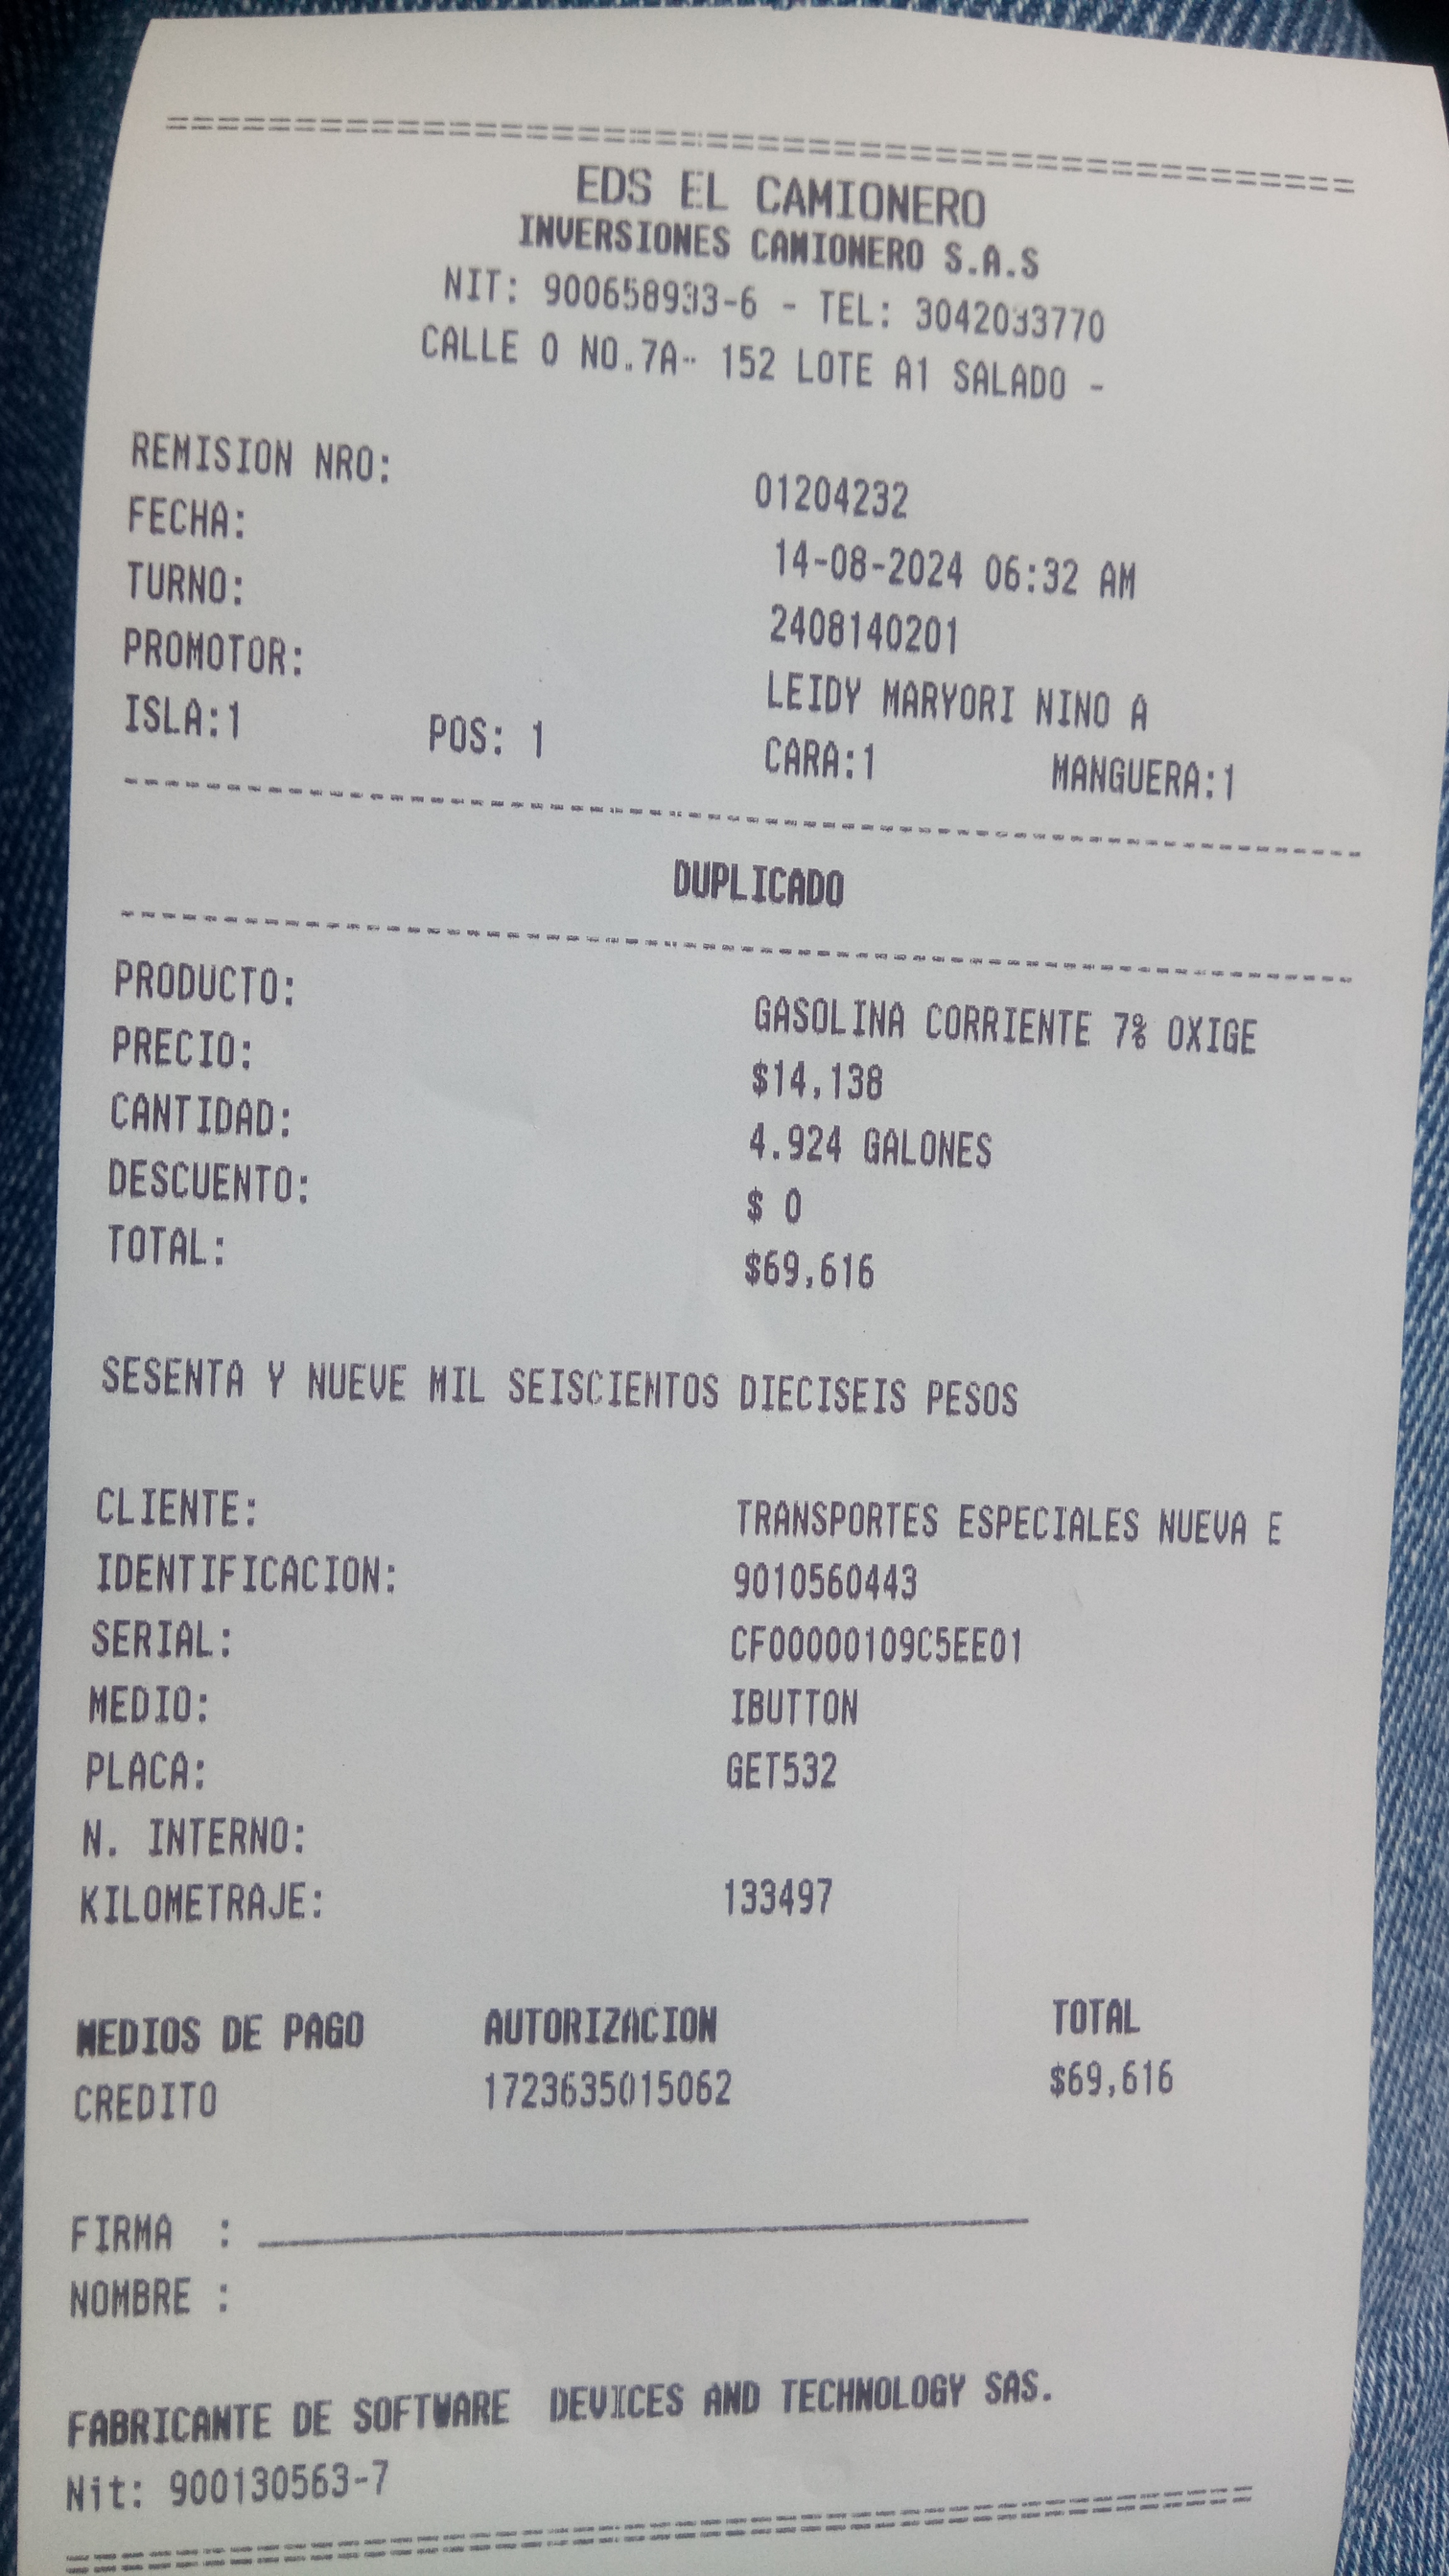 ================================================
EDS EL CAMIONERO
INVERSIONES CAMIONERO S.A.S
NIT: 900658933-6 - TEL: 3042033770
CALLE 0 NO.7A- 152 LOTE A1 SALADO -
REMISION NRO: 01204232
FECHA: 14-08-2024 06:32 AM
TURNO: 2408140201
PROMOTOR: LEIDY MARYORI NINO A
ISLA:1 POS: 1 CARA:1 MANGUERA:1
------------------------------------------------
DUPLICADO
------------------------------------------------
PRODUCTO: GASOLINA CORRIENTE 7% OXIGE
PRECIO: $14,138
CANTIDAD: 4.924 GALONES
DESCUENTO: $ 0
TOTAL: $69,616
SESENTA Y NUEVE MIL SEISCIENTOS DIECISEIS PESOS
CLIENTE: TRANSPORTES ESPECIALES NUEVA E
IDENTIFICACION: 9010560443
SERIAL: CF00000109C5EE01
MEDIO: IBUTTON
PLACA: GET532
N. INTERNO:
KILOMETRAJE: 133497
MEDIOS DE PAGO AUTORIZACION TOTAL
CREDITO 1723635015062 $69,616
FIRMA : ______________________________
NOMBRE :
FABRICANTE DE SOFTWARE DEVICES AND TECHNOLOGY SAS.
Nit: 900130563-7
================================================